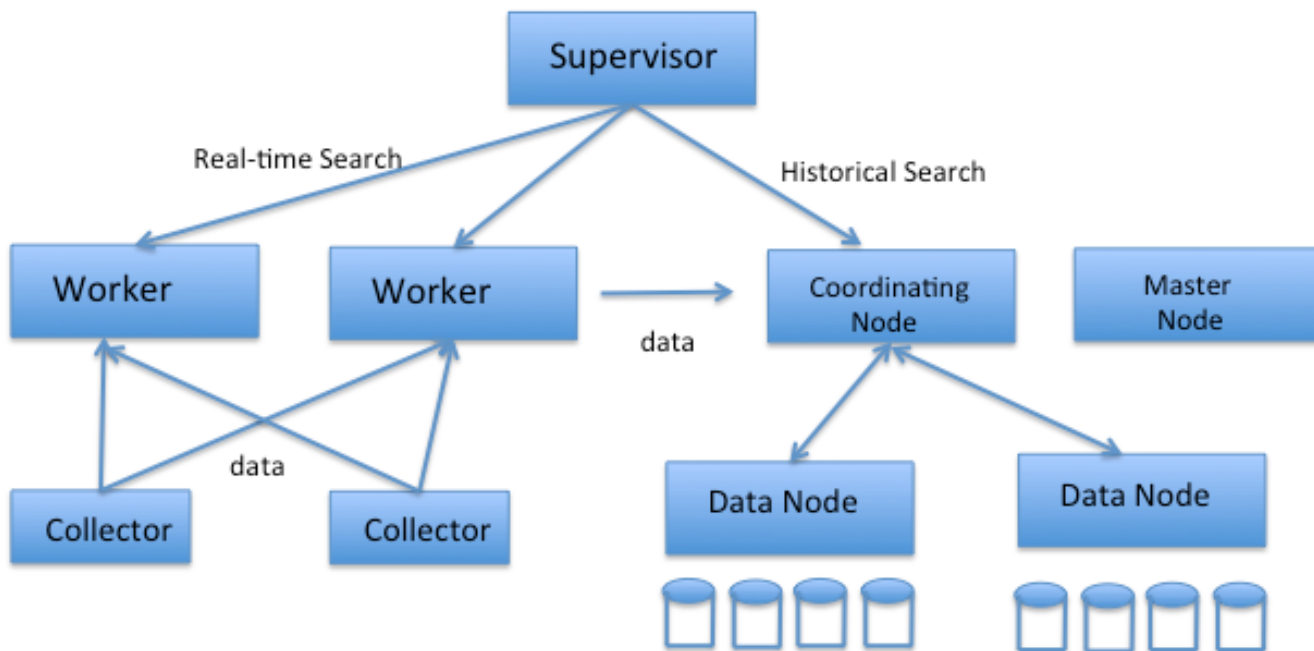 Supervisor
Real-time Search
Historical Search
Worker
Worker
data
Coordinating
Node
Master
Node
data
Collector
Collector
Data Node
Data Node